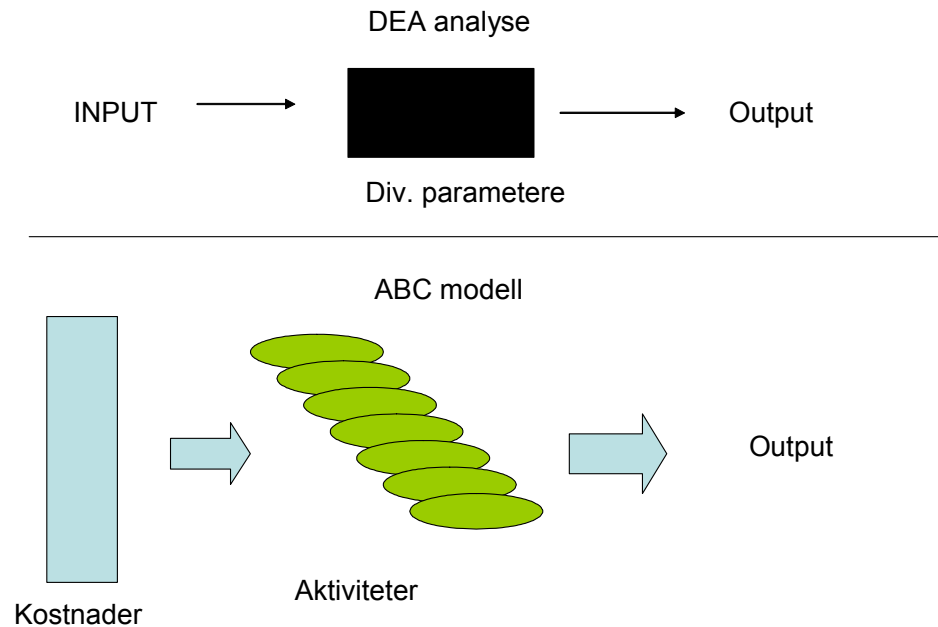 DEA analyse
INPUT
Output
Div. parametere
ABC modell
Output
Aktiviteter
Kostnader